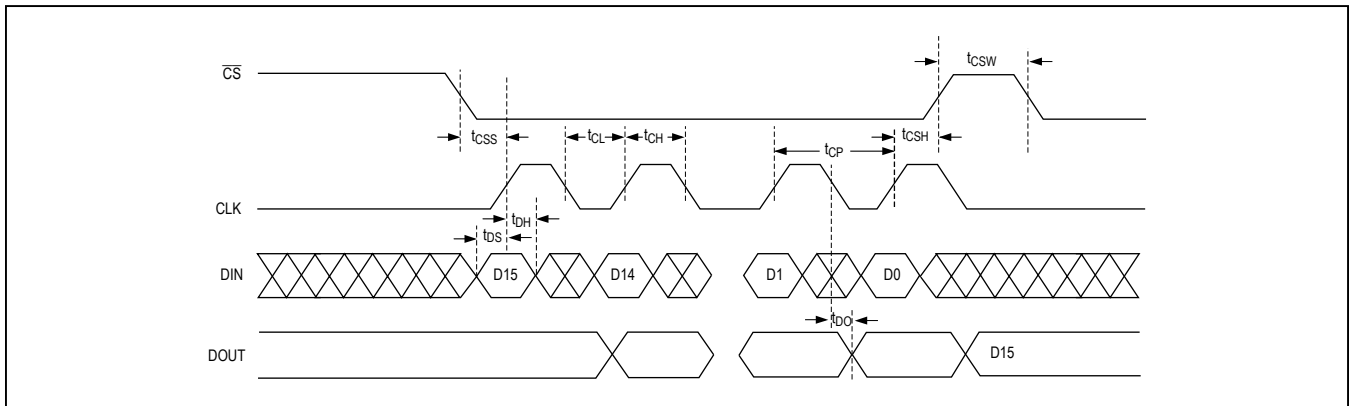 CS
tCSW
tCSS
tCL
tCH
tCP
tCSH
CLK
tDH
tDS
DIN
D15
D14
D1
D0
tDO
DOUT
D15